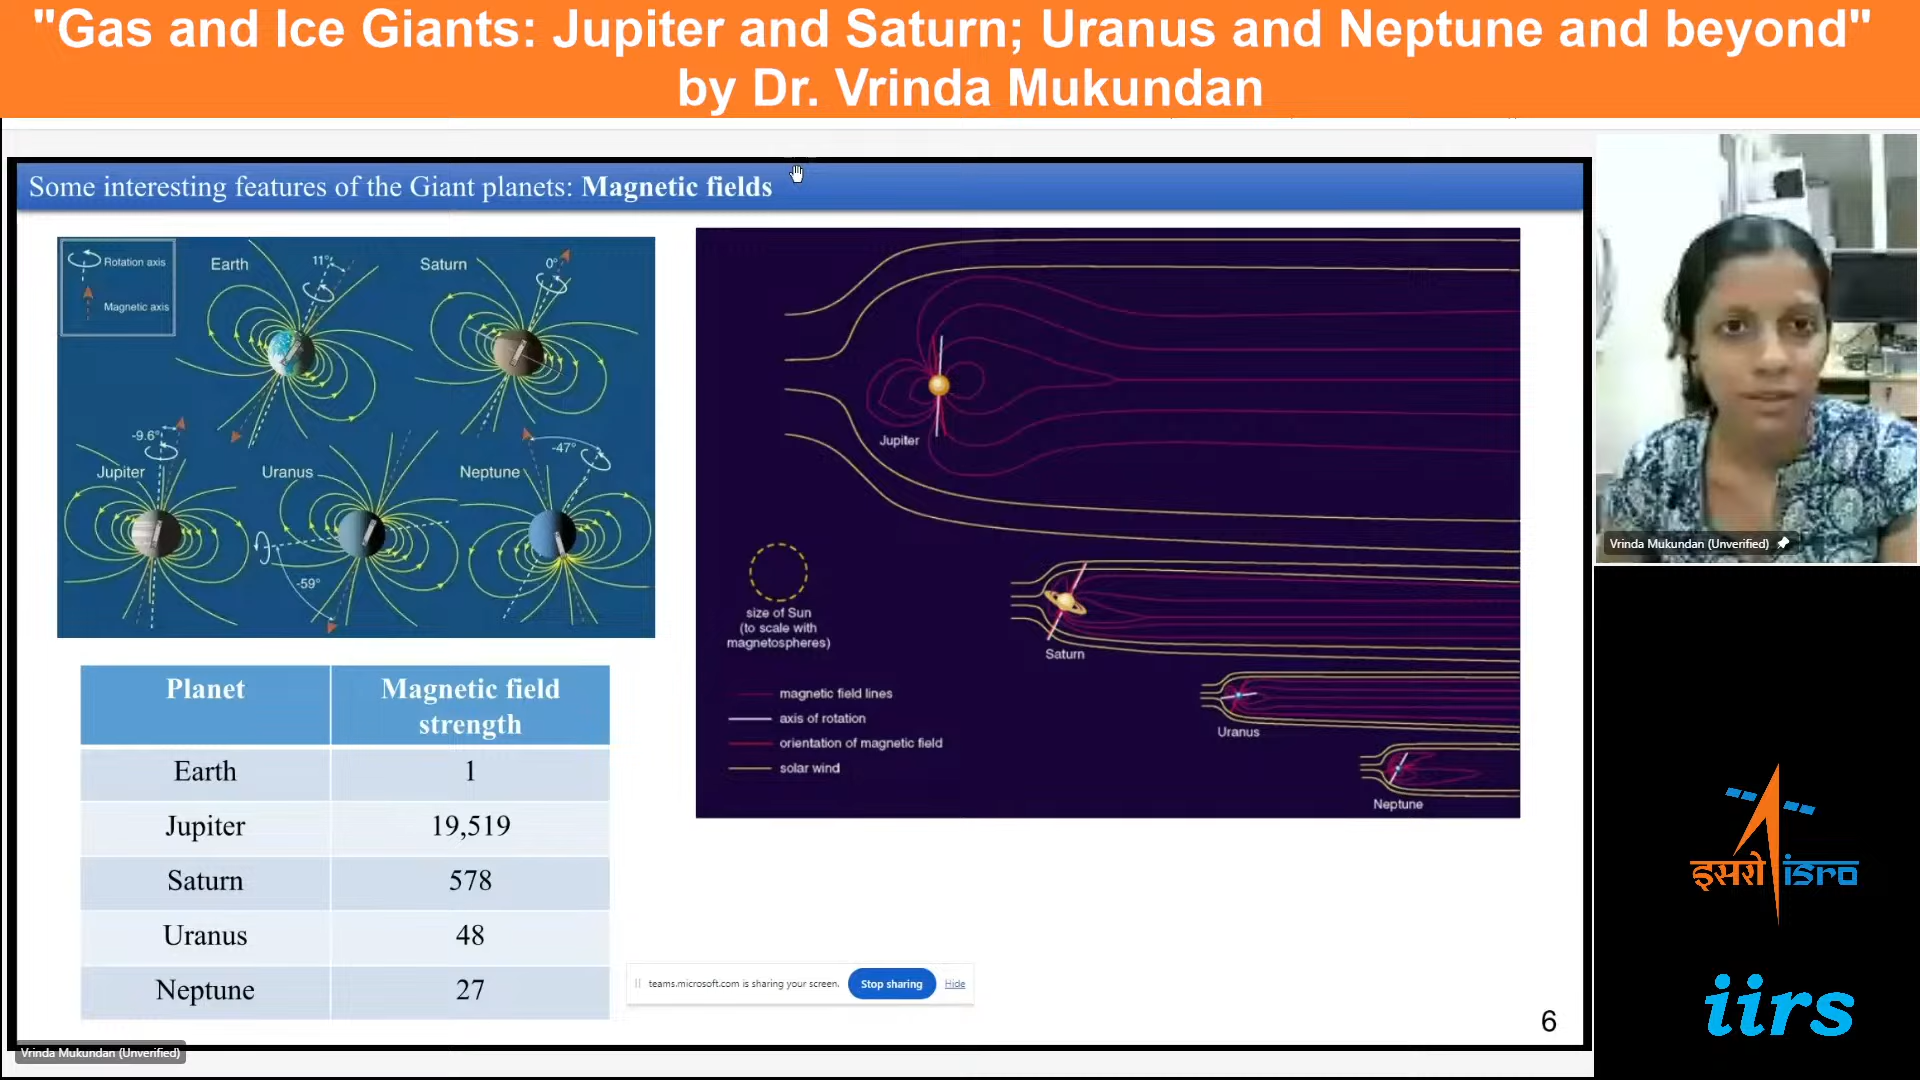 "Gas and Ice Giants: Jupiter and Saturn; Uranus and Neptune and beyond"
by Dr. Vrinda Mukundan
Some interesting features of the Giant planets: Magnetic fields
Rotation axis
Magnetic axis
Earth
11°
Saturn
0°
-9.6°
Jupiter
Uranus
-59°
Neptune
-47°
Jupiter
size of Sun
(to scale with
magnetospheres)
Saturn
magnetic field lines
axis of rotation
orientation of magnetic field
solar wind
Uranus
Neptune
Planet Magnetic field
strength
Earth 1
Jupiter 19,519
Saturn 578
Uranus 48
Neptune 27
teams.microsoft.com is sharing your screen. Stop sharing Hide
6
Vrinda Mukundan (Unverified)
Vrinda Mukundan (Unverified)
इसरो isro
iirs